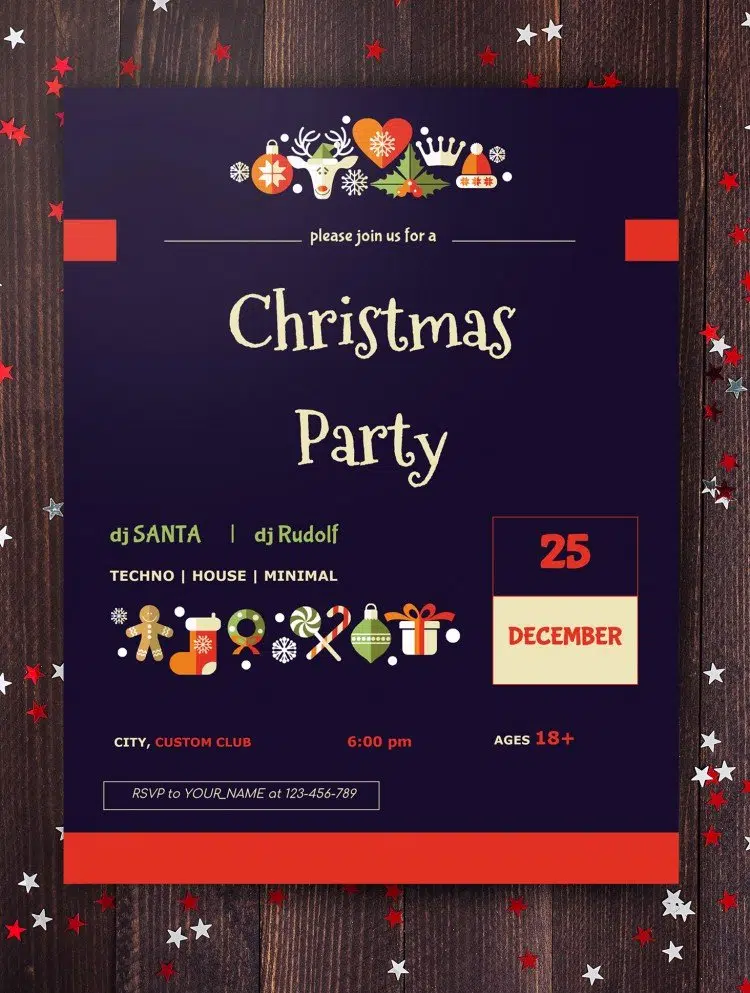 please join us for a
Christmas
Party
dj SANTA | dj Rudolf
TECHNO | HOUSE | MINIMAL
25
DECEMBER
CITY, CUSTOM CLUB
6:00 pm
AGES 18+
RSVP to YOUR_NAME at 123-456-789